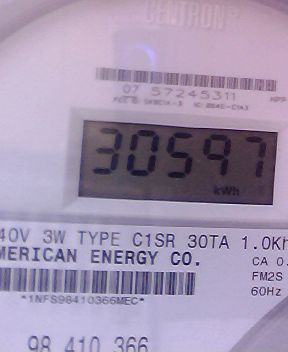 CENTRON
07 57245311
30597
kWh
40V 3W TYPE C1SR 30TA 1.0Kh
MERICAN ENERGY CO.
CA 0.
FM2S
60Hz
*1NFS98410366MEC*
98 410 366